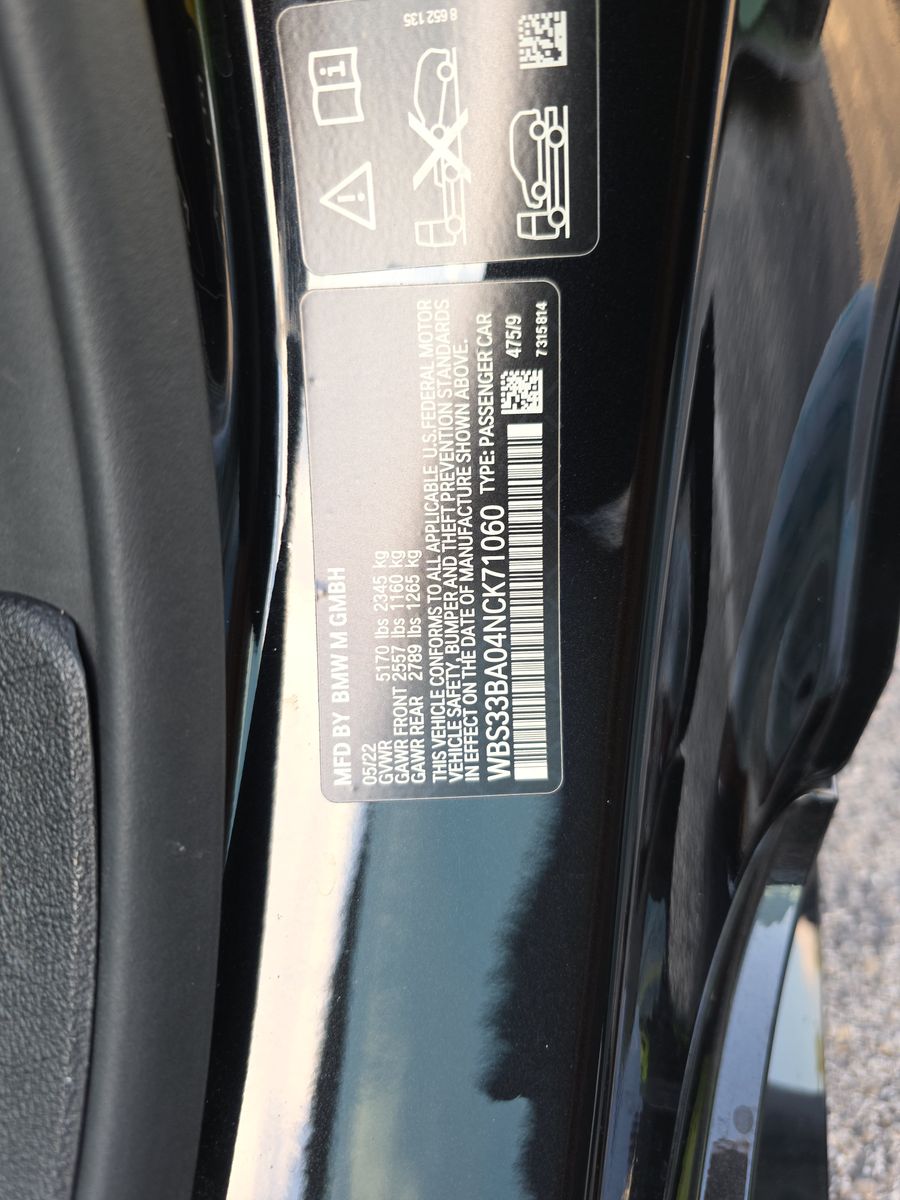 MFD BY BMW M GMBH
05/22
GVWR 5170 lbs 2345 kg
GAWR FRONT 2557 lbs 1160 kg
GAWR REAR 2789 lbs 1265 kg
THIS VEHICLE CONFORMS TO ALL APPLICABLE U.S.FEDERAL MOTOR
VEHICLE SAFETY, BUMPER AND THEFT PREVENTION STANDARDS
IN EFFECT ON THE DATE OF MANUFACTURE SHOWN ABOVE.
WBS33BA04NCK71060 TYPE: PASSENGER CAR
475/9
7 315 814
8 652 135